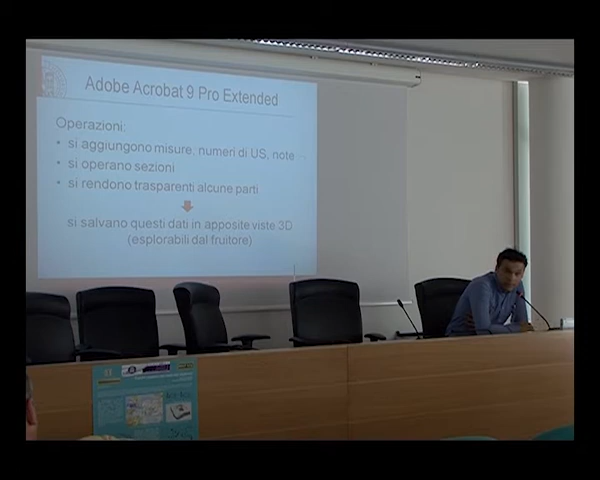 Adobe Acrobat 9 Pro Extended
Operazioni:
• si aggiungono misure, numeri di US, note
• si operano sezioni
• si rendono trasparenti alcune parti
si salvano questi dati in apposite viste 3D
(esplorabili dal fruitore)